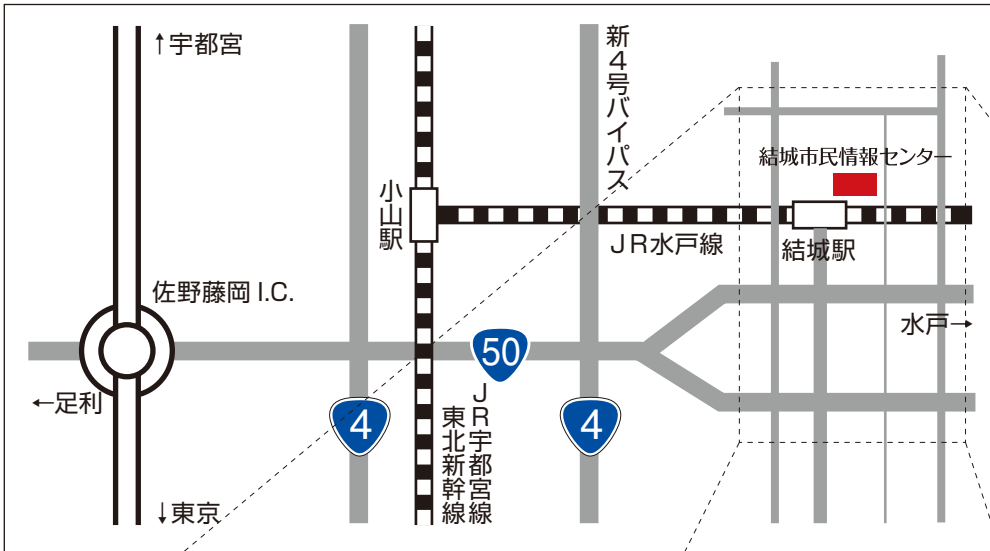 ↑宇都宮
新4号バイパス
結城市民情報センター
小山駅
JR水戸線
結城駅
佐野藤岡 I.C.
水戸→
50
←足利
4
4
JR宇都宮線
東北新幹線
↓東京